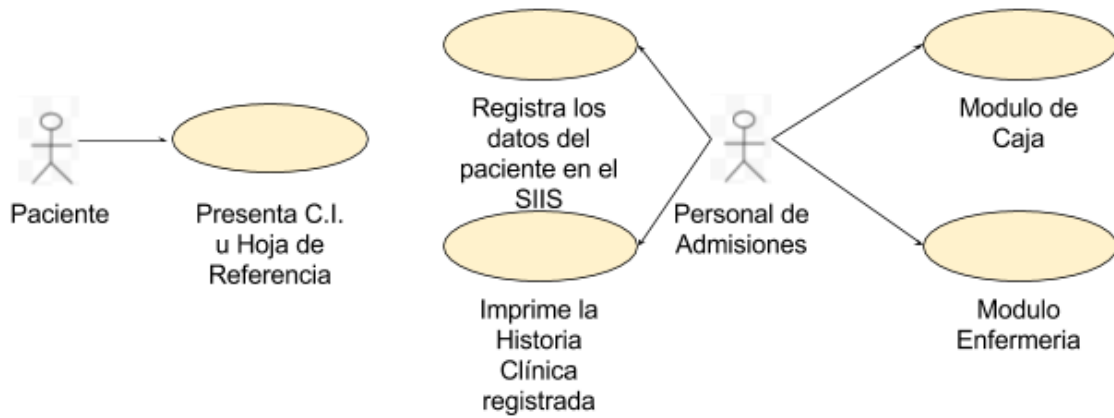 Paciente
Presenta C.I.
u Hoja de
Referencia
Registra los
datos del
paciente en el
SIIS
Imprime la
Historia
Clínica
registrada
Personal de
Admisiones
Modulo de
Caja
Modulo
Enfermeria